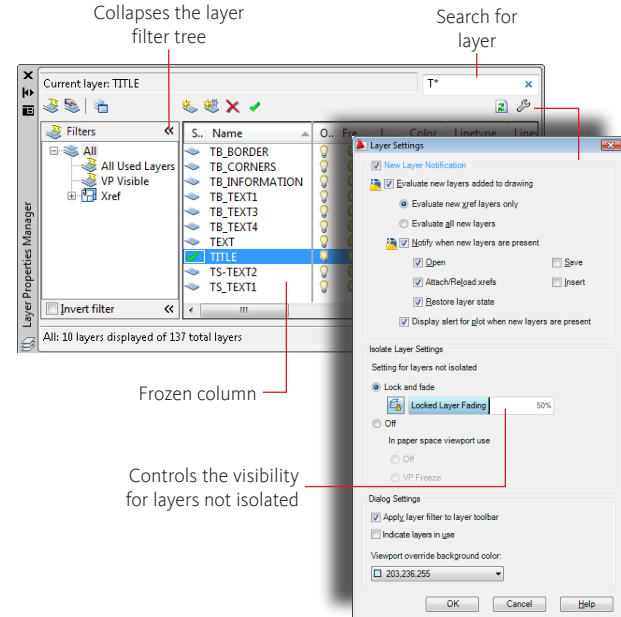 Collapses the layer
filter tree
Search for
layer
Current layer: TITLE
T*
Filters
All
All Used Layers
VP Visible
Xref
Invert filter
S.. Name O.. Fre... L... Color Linetype Line
TB_BORDER
TB_CORNERS
TB_INFORMATION
TB_TEXT1
TB_TEXT3
TB_TEXT4
TEXT
TITLE
TS-TEXT2
TS_TEXT1
All: 10 layers displayed of 137 total layers
Layer Properties Manager
Frozen column
Controls the visibility
for layers not isolated
Layer Settings
New Layer Notification
Evaluate new layers added to drawing
Evaluate new xref layers only
Evaluate all new layers
Notify when new layers are present
Open Save
Attach/Reload xrefs Insert
Restore layer state
Display alert for plot when new layers are present
Isolate Layer Settings
Setting for layers not isolated
Lock and fade
Locked Layer Fading 50%
Off
In paper space viewport use
Off
VP Freeze
Dialog Settings
Apply layer filter to layer toolbar
Indicate layers in use
Viewport override background color:
203,236,255
OK Cancel Help